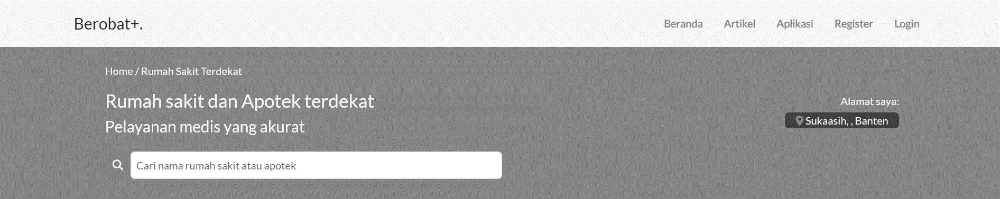 Berobat+.
Beranda Artikel Aplikasi Register Login
Home / Rumah Sakit Terdekat
Rumah sakit dan Apotek terdekat
Pelayanan medis yang akurat
Alamat saya:
Sukaasih, , Banten
Cari nama rumah sakit atau apotek